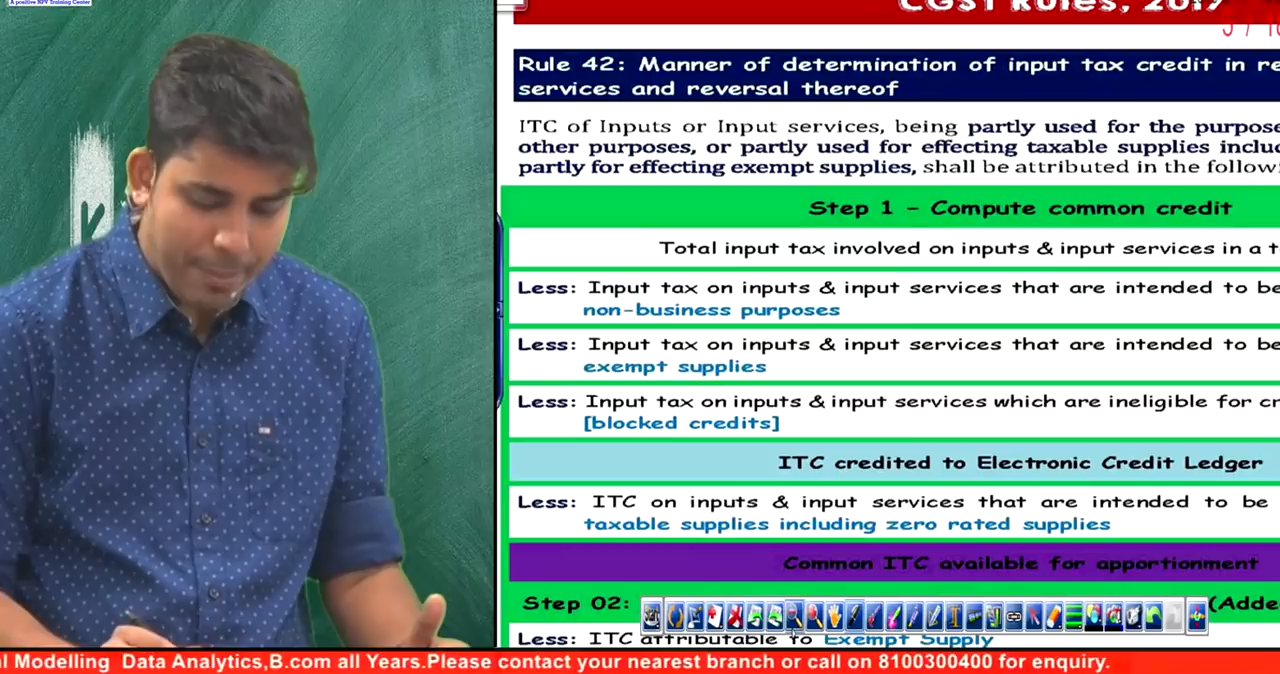 A positive NPV Training Center
CGST Rules, 2017
Rule 42: Manner of determination of input tax credit in re
services and reversal thereof
ITC of Inputs or Input services, being partly used for the purpose
other purposes, or partly used for effecting taxable supplies inclu
partly for effecting exempt supplies, shall be attributed in the follow
Step 1 - Compute common credit
Total input tax involved on inputs & input services in a t
Less: Input tax on inputs & input services that are intended to be
non-business purposes
Less: Input tax on inputs & input services that are intended to be
exempt supplies
Less: Input tax on inputs & input services which are ineligible for cr
[blocked credits]
ITC credited to Electronic Credit Ledger
Less: ITC on inputs & input services that are intended to be
taxable supplies including zero rated supplies
Common ITC available for apportionment
Step 02: (Adde
Less: ITC attributable to Exempt Supply
al Modelling Data Analytics,B.com all Years.Please contact your nearest branch or call on 8100300400 for enquiry.